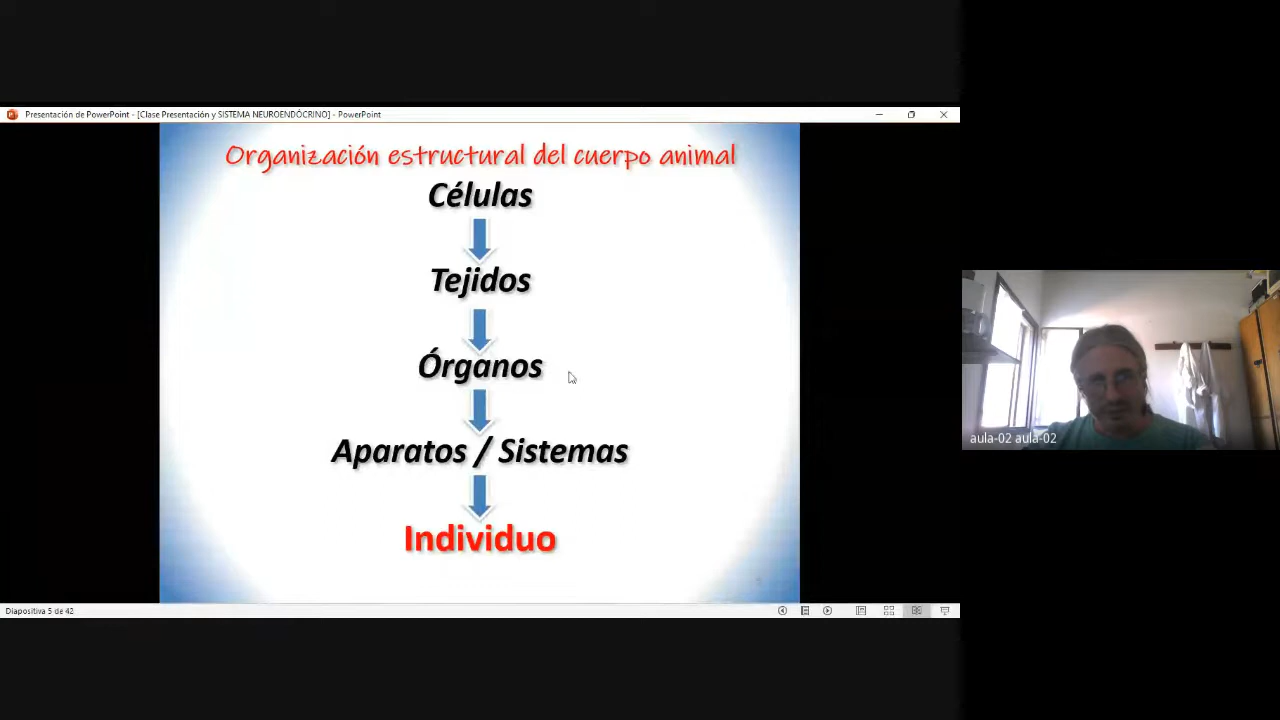 Presentación de PowerPoint - [Clase Presentación y SISTEMA NEUROENDÓCRINO] - PowerPoint
Organización estructural del cuerpo animal
Células
Tejidos
Órganos
Aparatos / Sistemas
Individuo
aula-02 aula-02
Diapositiva 5 de 42